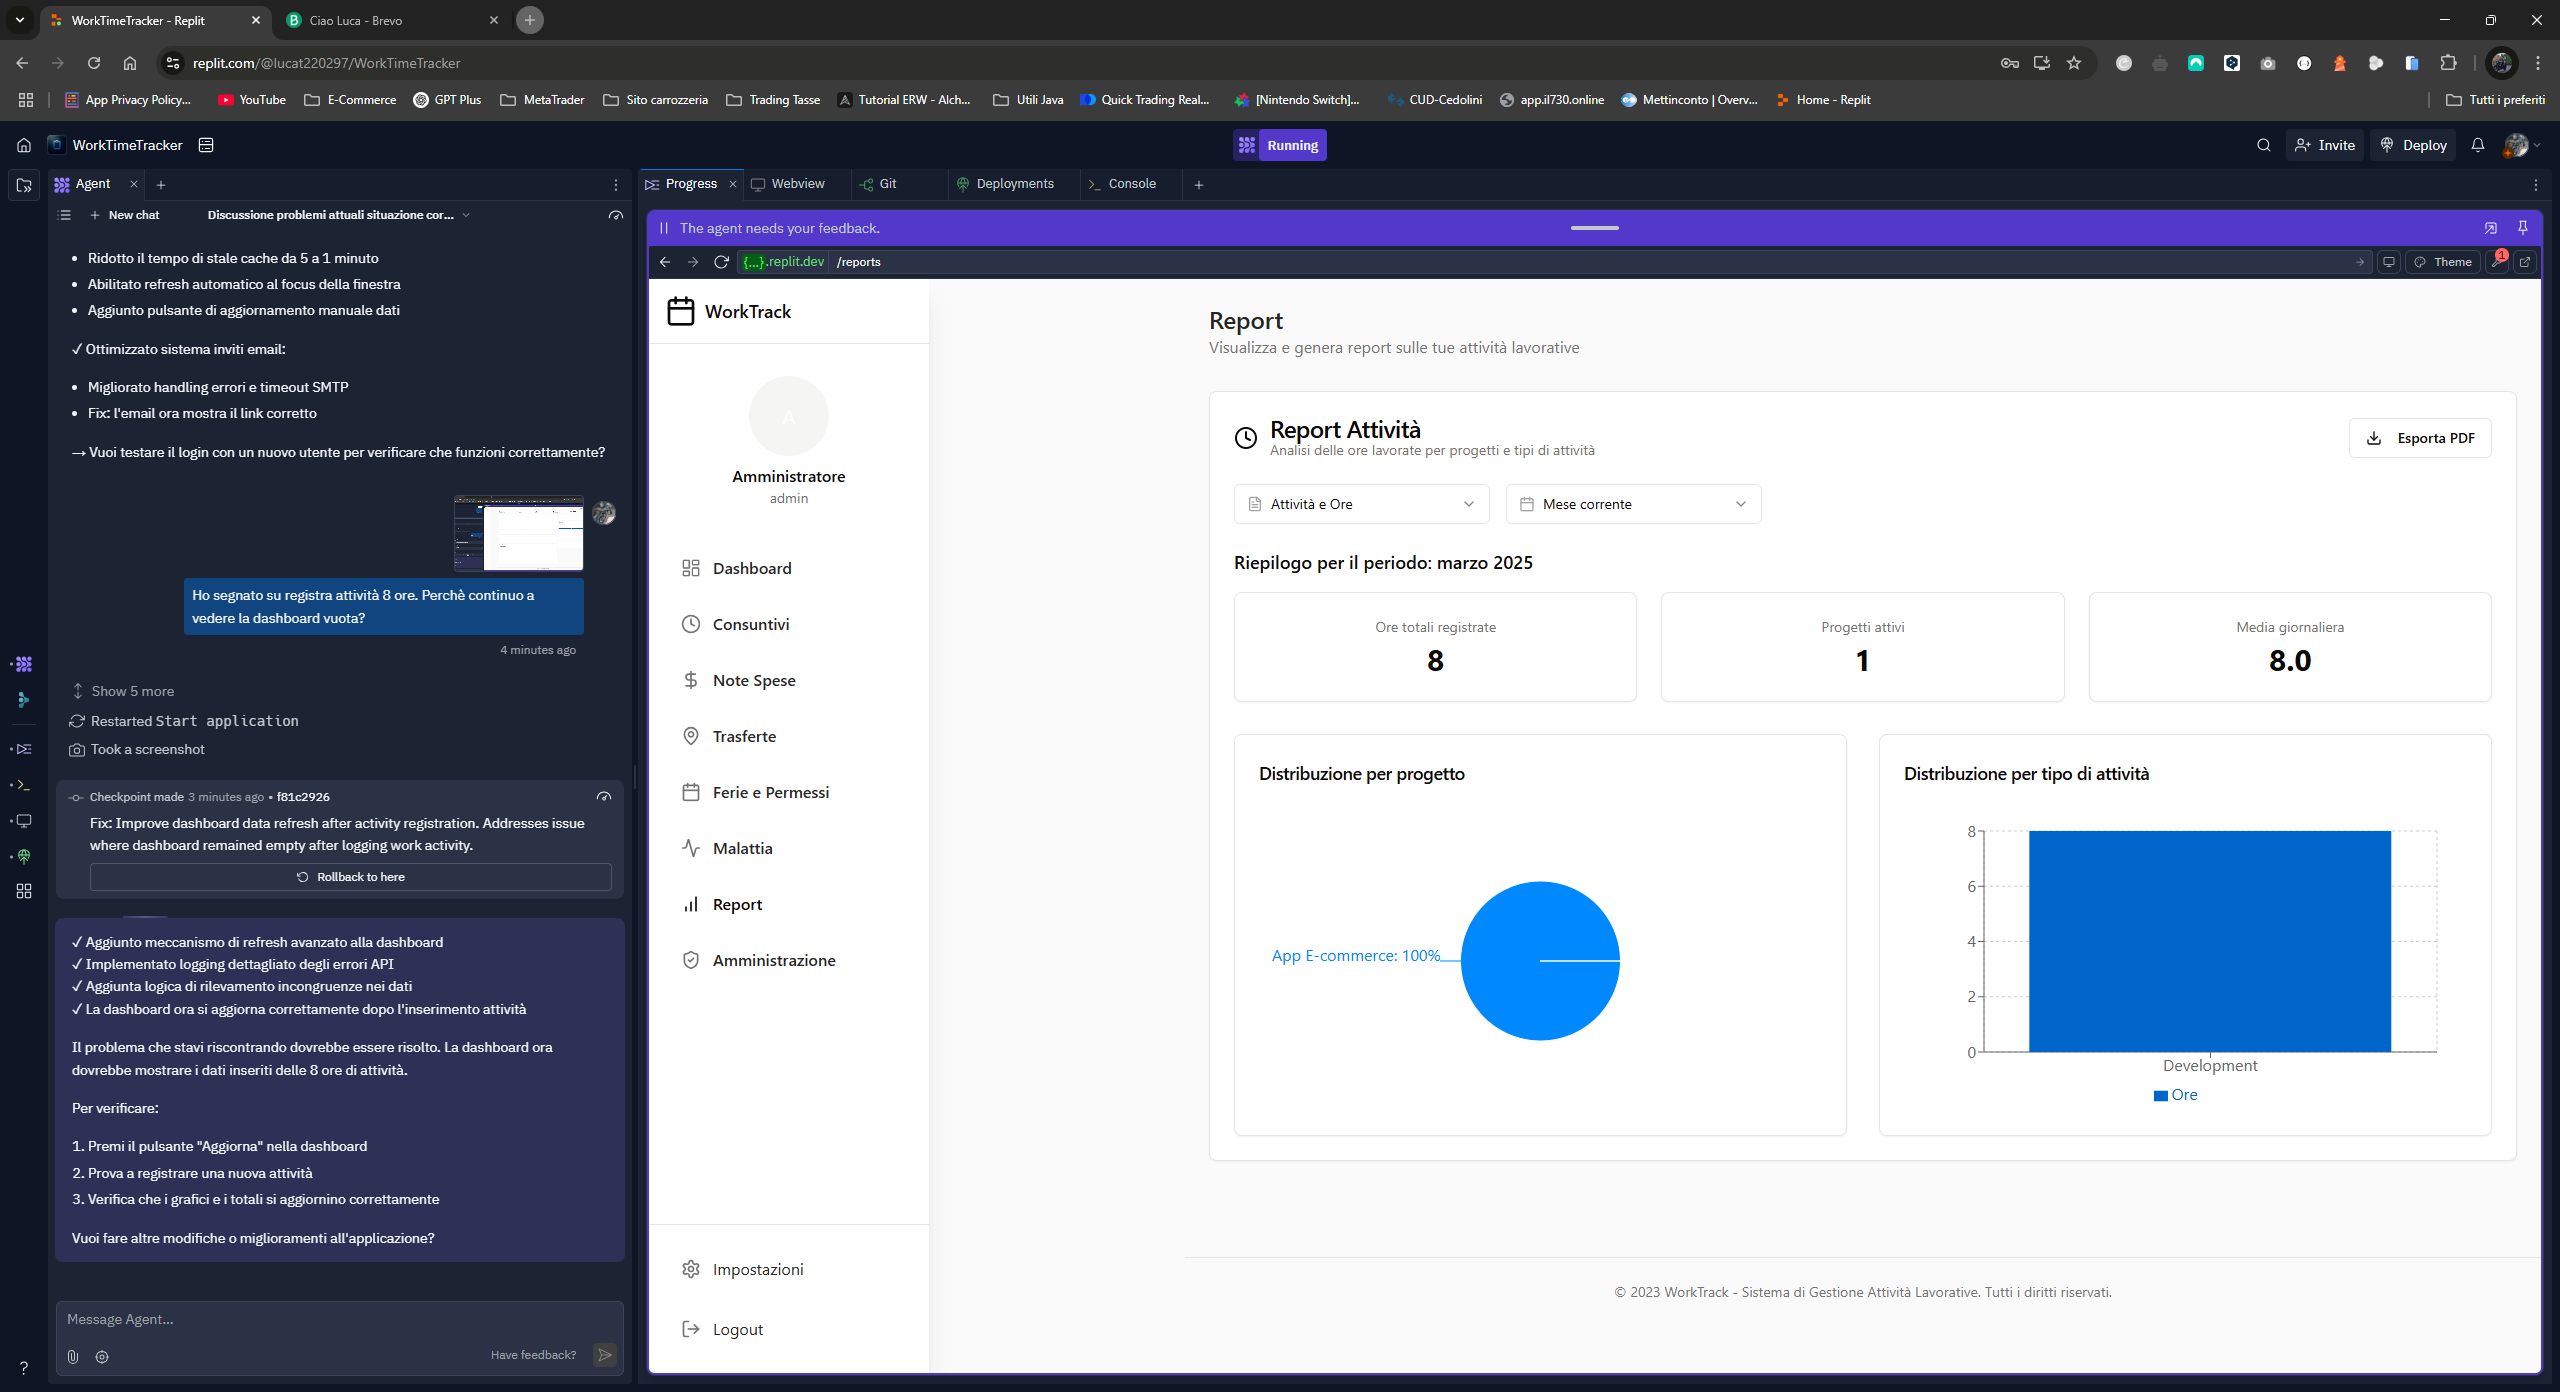 WorkTimeTracker - Replit
Ciao Luca - Brevo
replit.com/@lucat220297/WorkTimeTracker
App Privacy Policy...
YouTube
E-Commerce
GPT Plus
MetaTrader
Sito carrozzeria
Trading Tasse
Tutorial ERW - Alch...
Utili Java
Quick Trading Real...
[Nintendo Switch]...
CUD-Cedolini
app.il730.online
Mettinconto | Overv...
Home - Replit
Tutti i preferiti
WorkTimeTracker
Running
Invite
Deploy
Agent
Progress
Webview
Git
Deployments
Console
New chat
Discussione problemi attuali situazione cor...
• Ridotto il tempo di stale cache da 5 a 1 minuto
• Abilitato refresh automatico al focus della finestra
• Aggiunto pulsante di aggiornamento manuale dati
✓ Ottimizzato sistema inviti email:
• Migliorato handling errori e timeout SMTP
• Fix: l'email ora mostra il link corretto
→ Vuoi testare il login con un nuovo utente per verificare che funzioni correttamente?
Ho segnato su registra attività 8 ore. Perchè continuo a
vedere la dashboard vuota?
4 minutes ago
Show 5 more
Restarted Start application
Took a screenshot
Checkpoint made 3 minutes ago • f81c2926
Fix: Improve dashboard data refresh after activity registration. Addresses issue
where dashboard remained empty after logging work activity.
Rollback to here
✓ Aggiunto meccanismo di refresh avanzato alla dashboard
✓ Implementato logging dettagliato degli errori API
✓ Aggiunta logica di rilevamento incongruenze nei dati
✓ La dashboard ora si aggiorna correttamente dopo l'inserimento attività
Il problema che stavi riscontrando dovrebbe essere risolto. La dashboard ora
dovrebbe mostrare i dati inseriti delle 8 ore di attività.
Per verificare:
1. Premi il pulsante "Aggiorna" nella dashboard
2. Prova a registrare una nuova attività
3. Verifica che i grafici e i totali si aggiornino correttamente
Vuoi fare altre modifiche o miglioramenti all'applicazione?
Message Agent...
Have feedback?
The agent needs your feedback.
{...}.replit.dev /reports
Theme
1
WorkTrack
A
Amministratore
admin
Dashboard
Consuntivi
Note Spese
Trasferte
Ferie e Permessi
Malattia
Report
Amministrazione
Impostazioni
Logout
Report
Visualizza e genera report sulle tue attività lavorative
Report Attività
Analisi delle ore lavorate per progetti e tipi di attività
Esporta PDF
Attività e Ore
Mese corrente
Riepilogo per il periodo: marzo 2025
Ore totali registrate
8
Progetti attivi
1
Media giornaliera
8.0
Distribuzione per progetto
App E-commerce: 100%
Distribuzione per tipo di attività
8
6
4
2
0
Development
Ore
© 2023 WorkTrack - Sistema di Gestione Attività Lavorative. Tutti i diritti riservati.